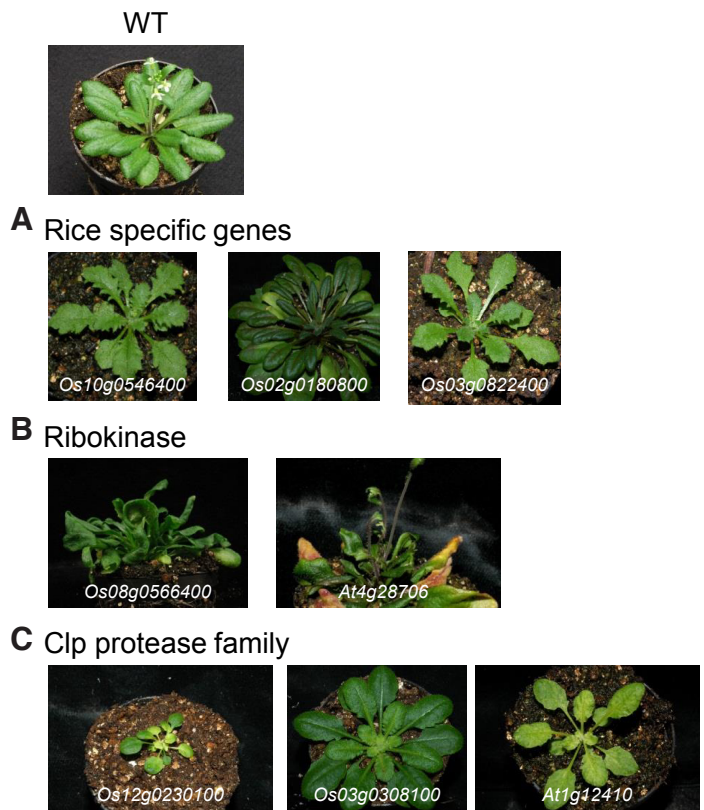 WT
A Rice specific genes
Os10g0546400 Os02g0180800 Os03g0822400
B Ribokinase
Os08g0566400 At4g28706
C Clp protease family
Os12g0230100 Os03g0308100 At1g12410